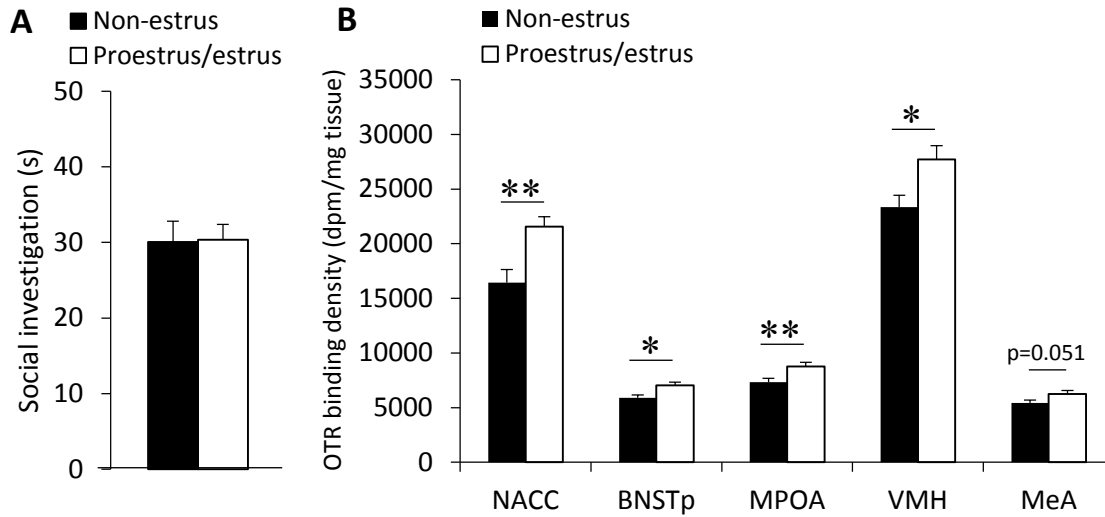 A
Non-estrus
Proestrus/estrus
Social investigation (s)
50
40
30
20
10
0
B
Non-estrus
Proestrus/estrus
OTR binding density (dpm/mg tissue)
35000
30000
25000
20000
15000
10000
5000
0
**
*
**
*
p=0.051
NACC BNSTp MPOA VMH MeA